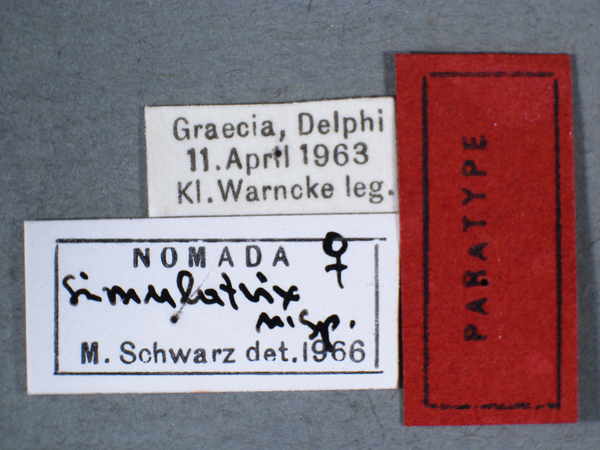 Graecia, Delphi
11. April 1963
Kl. Warncke leg.
NOMADA ♀
simulatrix
n.sp.
M. Schwarz det. 1966
PARATYPE